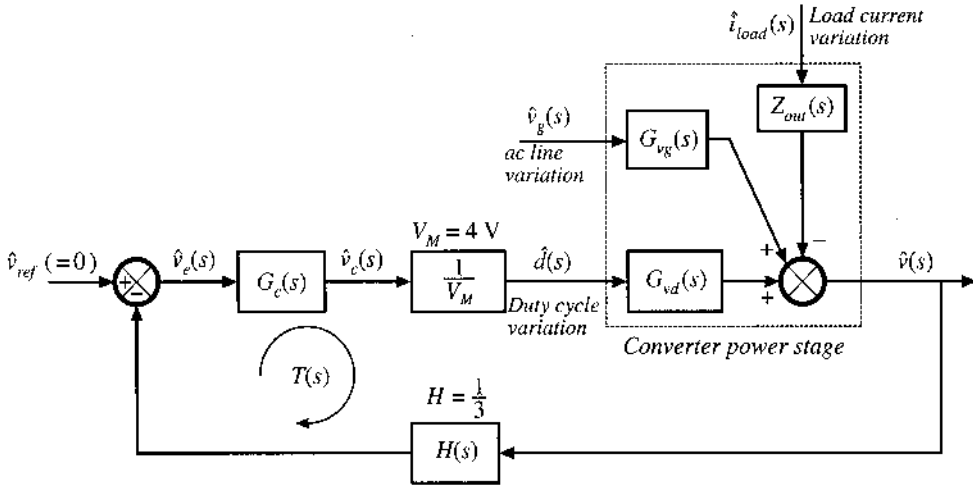 î_load(s)
Load current
variation
Z_out(s)
v̂_g(s)
ac line
variation
G_vg(s)
V_M = 4 V
v̂_ref (=0)
+
−
v̂_e(s)
G_c(s)
v̂_c(s)
1/V_M
d̂(s)
Duty cycle
variation
G_vd(s)
+
+
−
v̂(s)
Converter power stage
T(s)
H = 1/3
H(s)